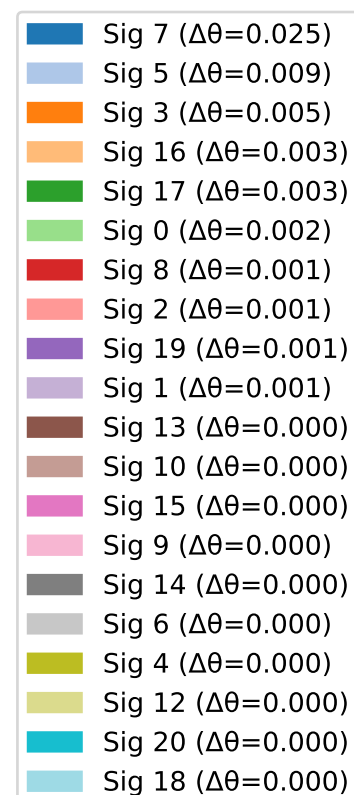 Sig 7 (Δθ=0.025)
Sig 5 (Δθ=0.009)
Sig 3 (Δθ=0.005)
Sig 16 (Δθ=0.003)
Sig 17 (Δθ=0.003)
Sig 0 (Δθ=0.002)
Sig 8 (Δθ=0.001)
Sig 2 (Δθ=0.001)
Sig 19 (Δθ=0.001)
Sig 1 (Δθ=0.001)
Sig 13 (Δθ=0.000)
Sig 10 (Δθ=0.000)
Sig 15 (Δθ=0.000)
Sig 9 (Δθ=0.000)
Sig 14 (Δθ=0.000)
Sig 6 (Δθ=0.000)
Sig 4 (Δθ=0.000)
Sig 12 (Δθ=0.000)
Sig 20 (Δθ=0.000)
Sig 18 (Δθ=0.000)